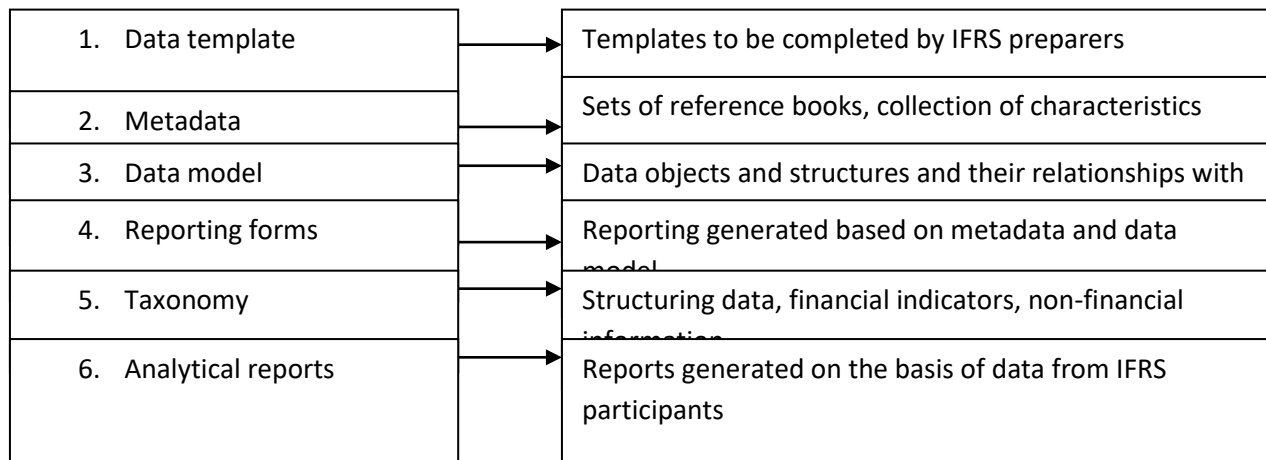 1. Data template
Templates to be completed by IFRS preparers
2. Metadata
Sets of reference books, collection of characteristics
3. Data model
Data objects and structures and their relationships with
4. Reporting forms
Reporting generated based on metadata and data
model
5. Taxonomy
Structuring data, financial indicators, non-financial
information
6. Analytical reports
Reports generated on the basis of data from IFRS
participants